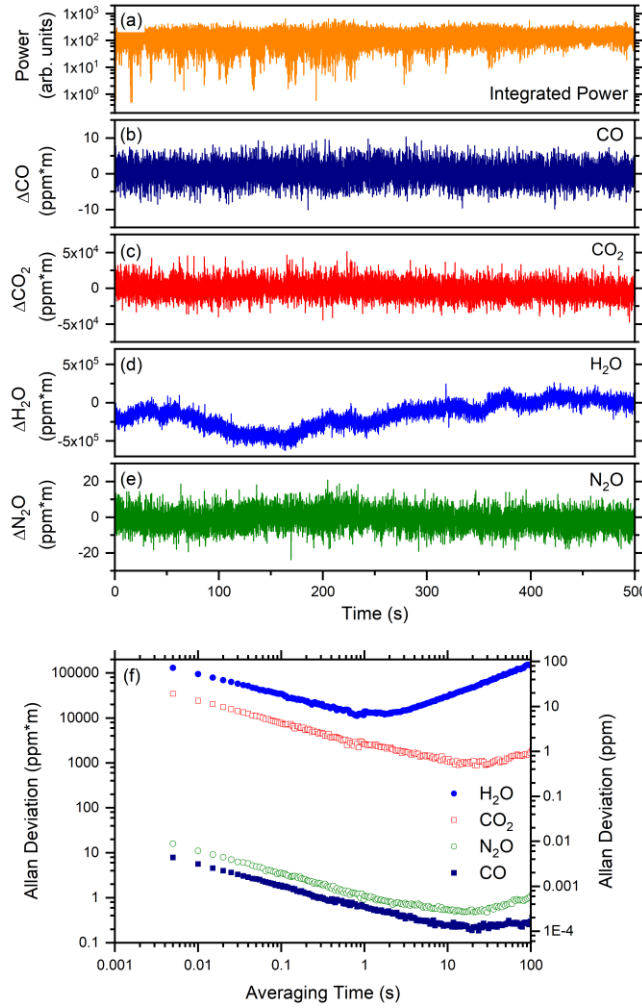 (a)
1x10³
1x10²
1x10¹
1x10⁰
Power
(arb. units)
Integrated Power
(b)
CO
10
0
-10
ΔCO
(ppm*m)
(c)
CO₂
5x10⁴
0
-5x10⁴
ΔCO₂
(ppm*m)
(d)
H₂O
5x10⁵
0
-5x10⁵
ΔH₂O
(ppm*m)
(e)
N₂O
20
0
-20
ΔN₂O
(ppm*m)
0 100 200 300 400 500
Time (s)
(f)
100000
10000
1000
100
10
1
0.1
Allan Deviation (ppm*m)
100
10
1
0.1
0.01
0.001
1E-4
Allan Deviation (ppm)
H₂O
CO₂
N₂O
CO
0.001 0.01 0.1 1 10 100
Averaging Time (s)